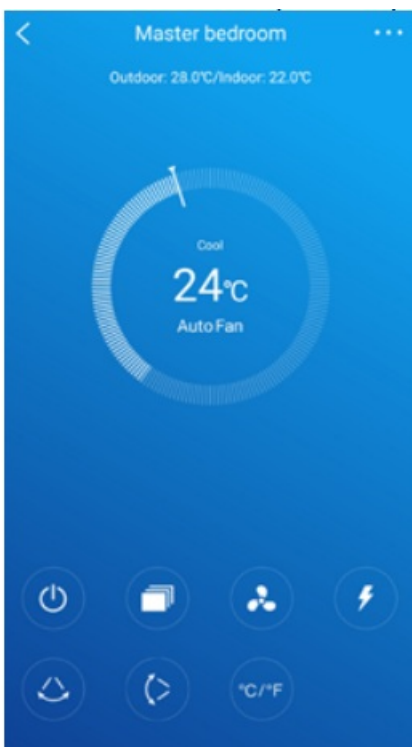 Master bedroom
Outdoor: 28.0℃/Indoor: 22.0℃
Cool
24℃
Auto Fan
°C/°F